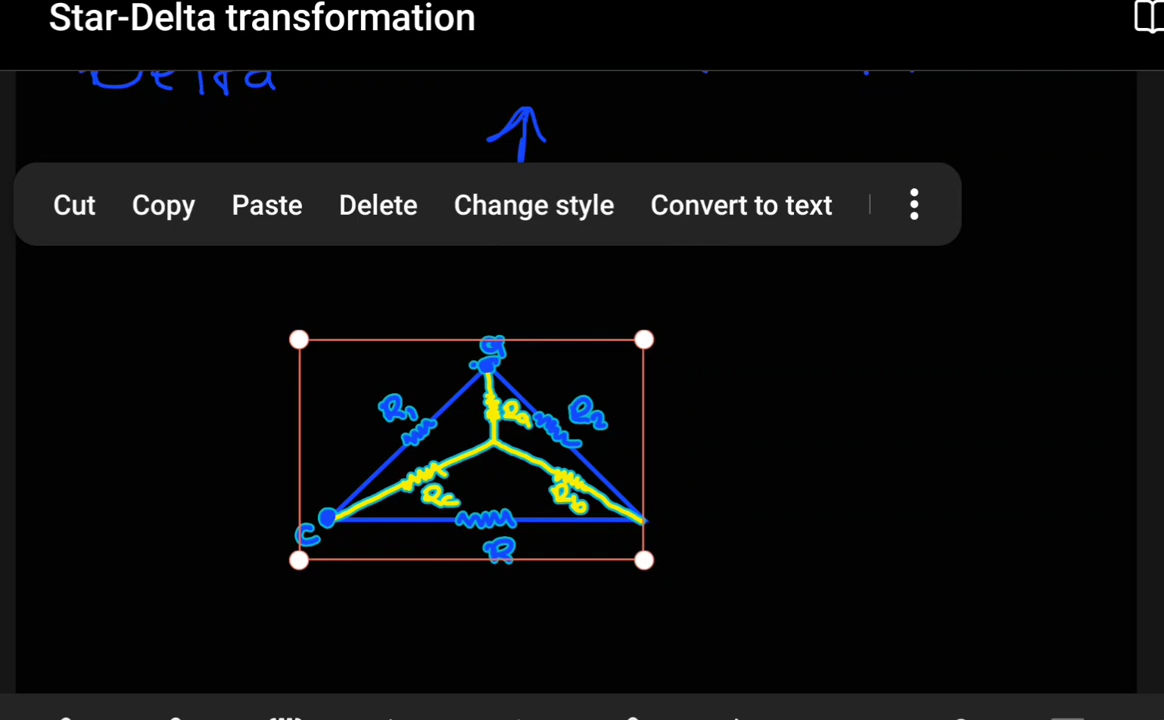 Star-Delta transformation
Delta
Cut Copy Paste Delete Change style Convert to text
a
R1 Ra R2
Rc Rb
C
R